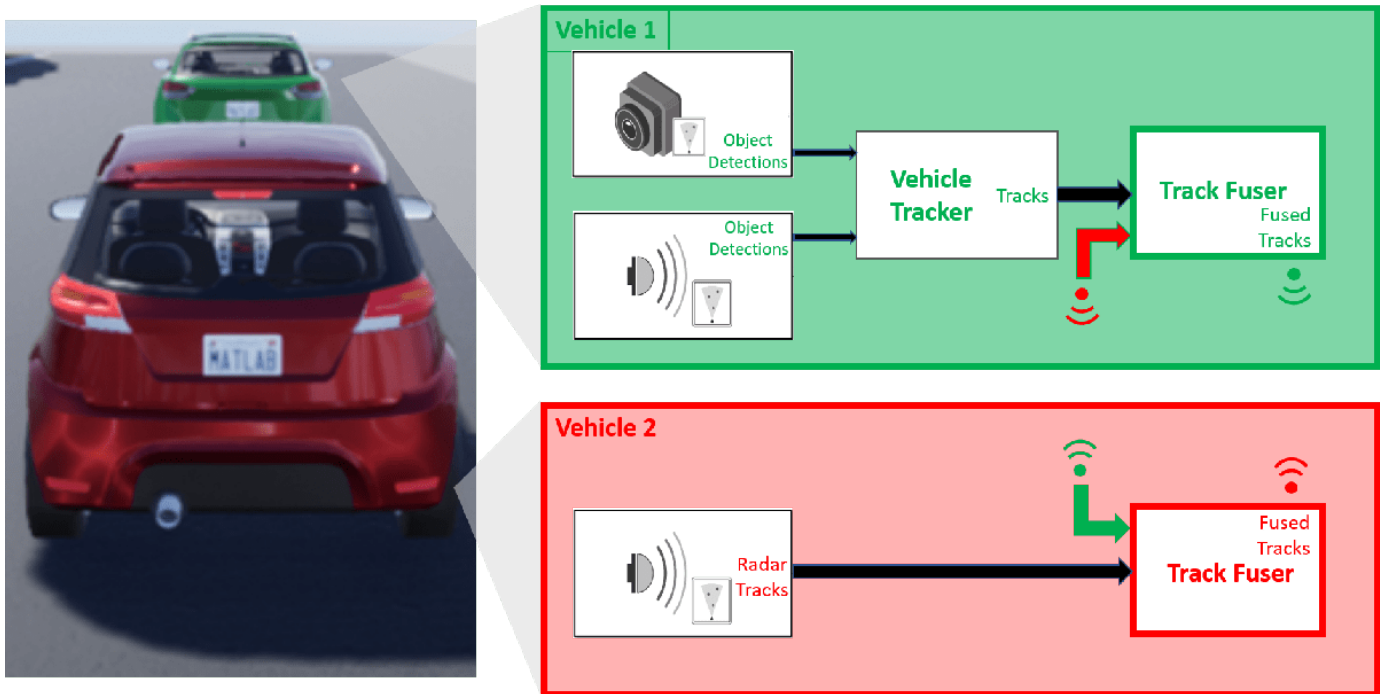 Vehicle 1
Object
Detections
Object
Detections
Vehicle
Tracker
Tracks
Track Fuser
Fused
Tracks
MATLAB
Vehicle 2
Radar
Tracks
Fused
Tracks
Track Fuser